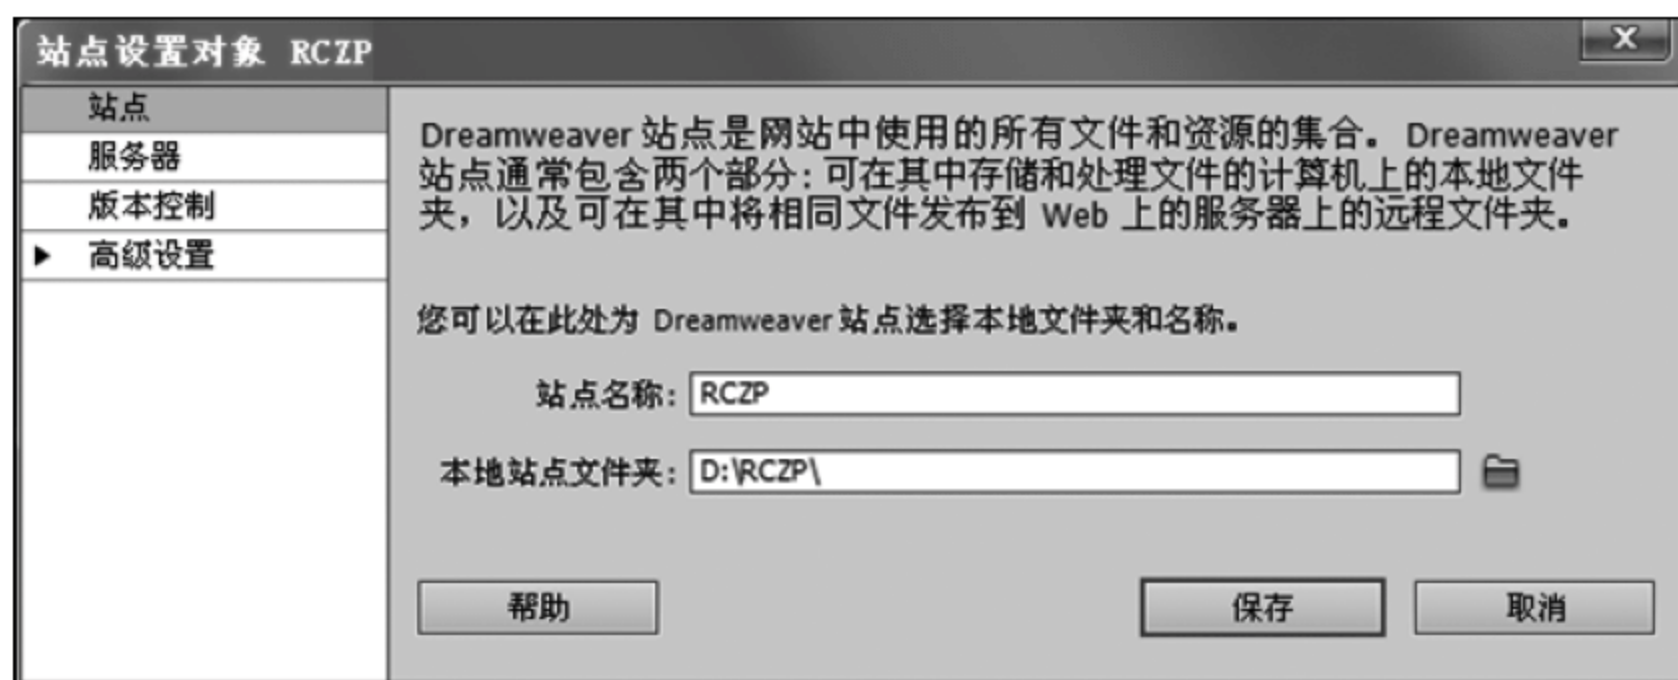 站点设置对象 RCZP
X
站点
服务器
版本控制
高级设置
Dreamweaver 站点是网站中使用的所有文件和资源的集合。Dreamweaver
站点通常包含两个部分:可在其中存储和处理文件的计算机上的本地文件
夹，以及可在其中将相同文件发布到 Web 上的服务器上的远程文件夹。
您可以在此处为 Dreamweaver 站点选择本地文件夹和名称。
站点名称: RCZP
本地站点文件夹: D:\RCZP\
帮助 保存 取消